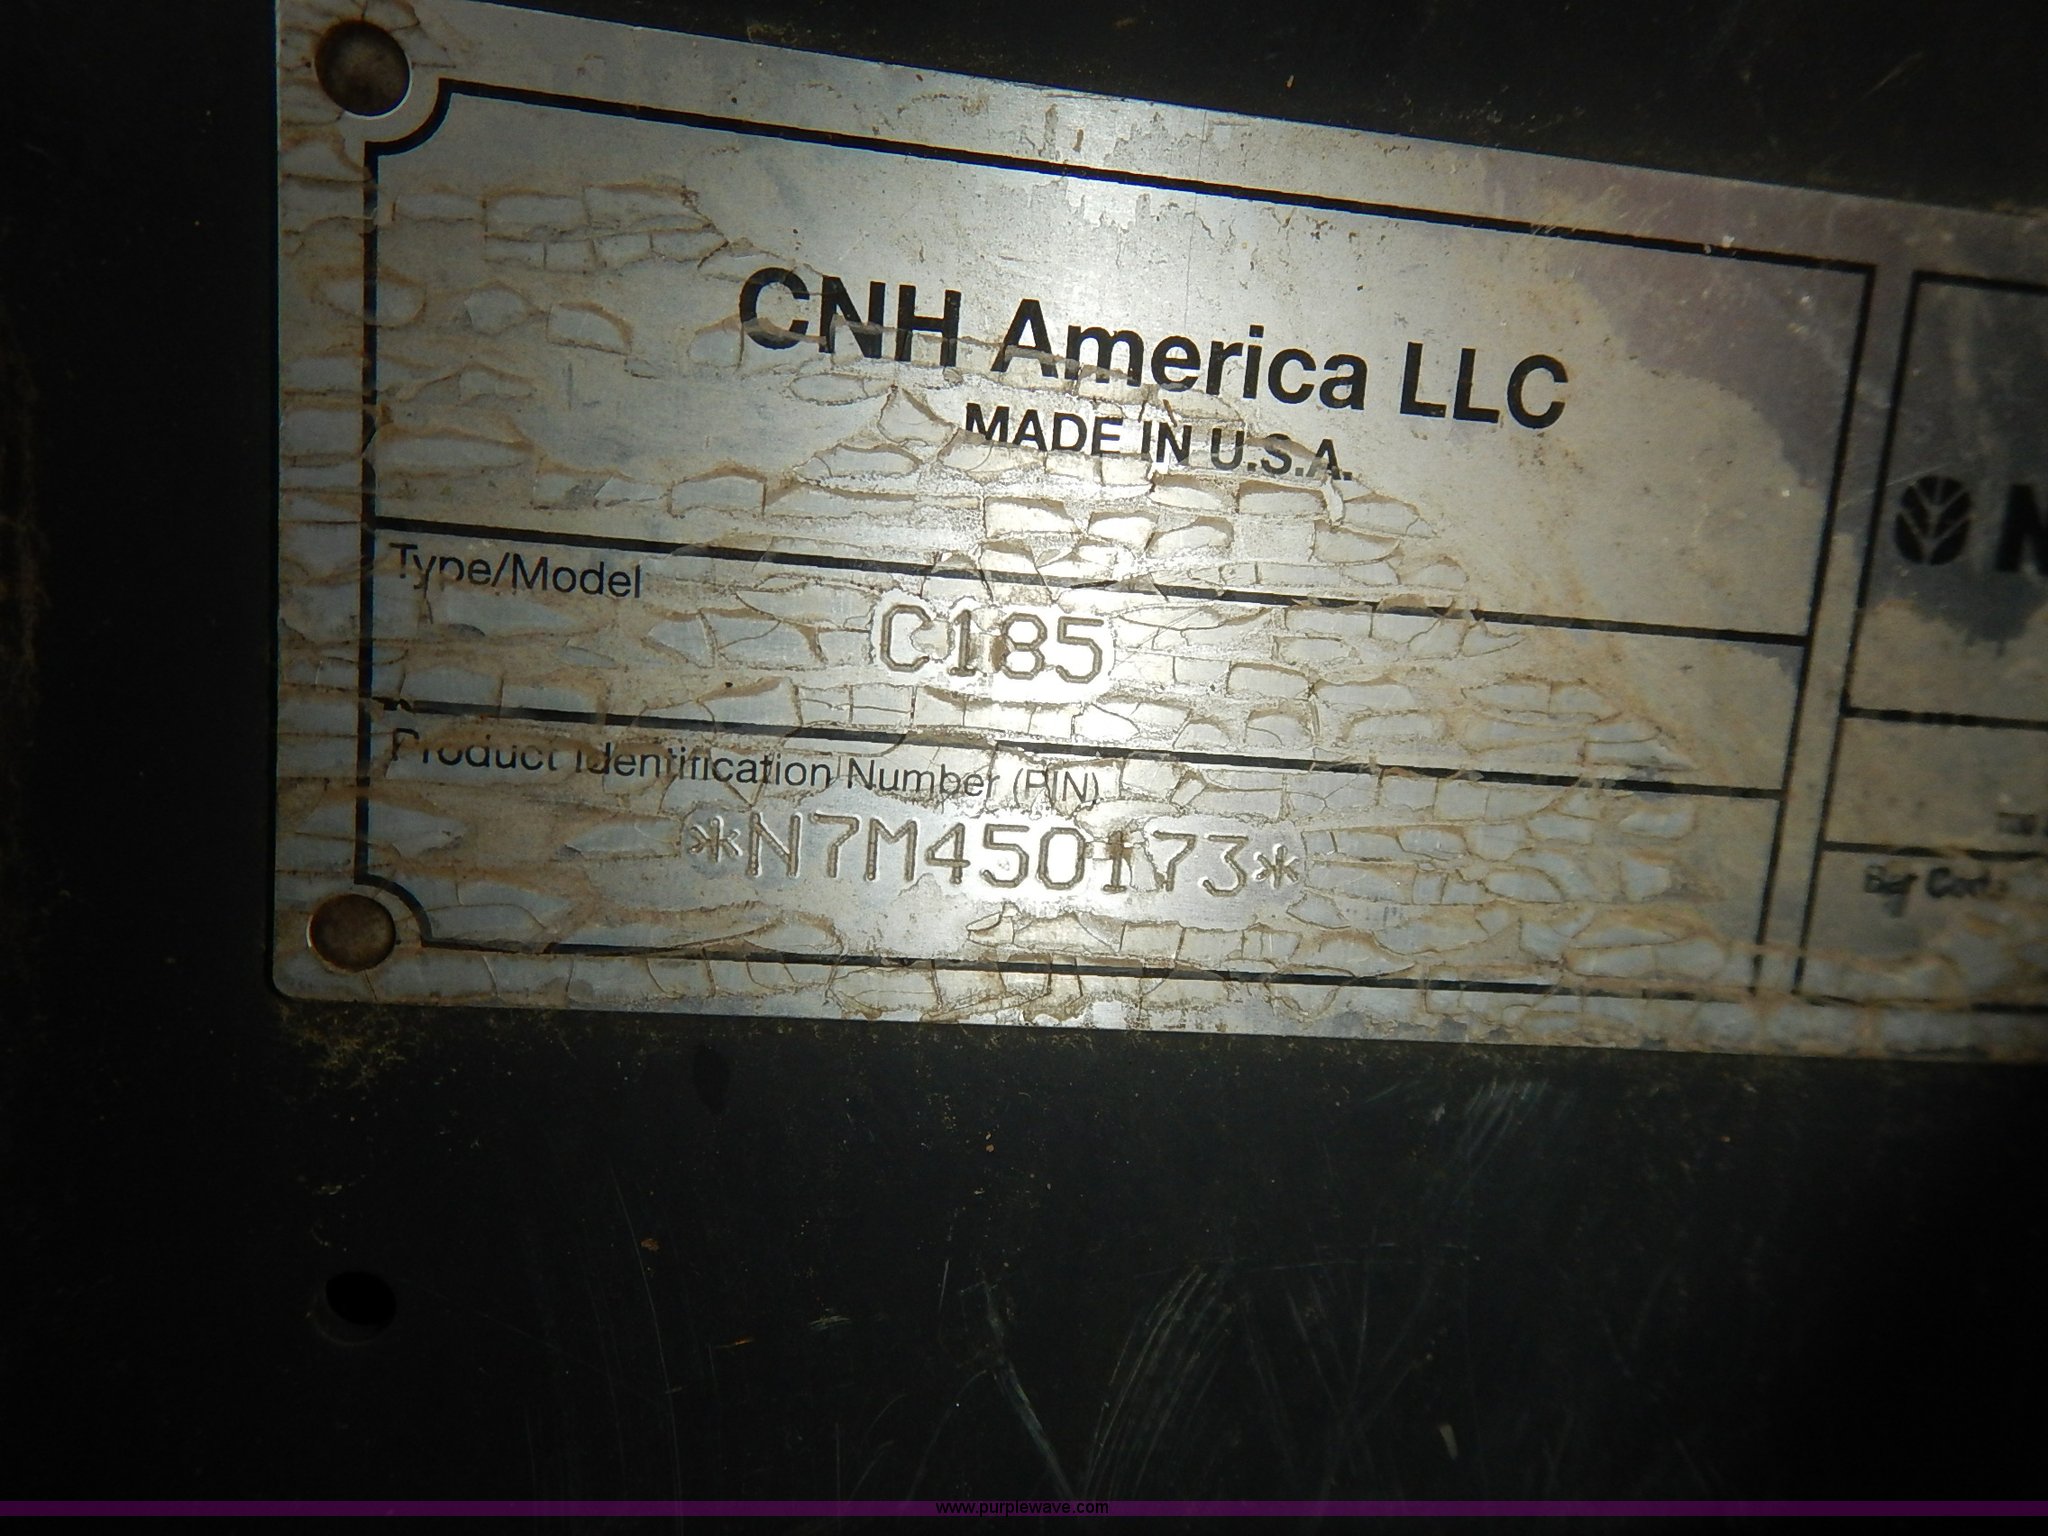 CNH America LLC
MADE IN U.S.A.
Type/Model
C185
Product Identification Number (PIN)
*N7M450173*
www.purplewave.com